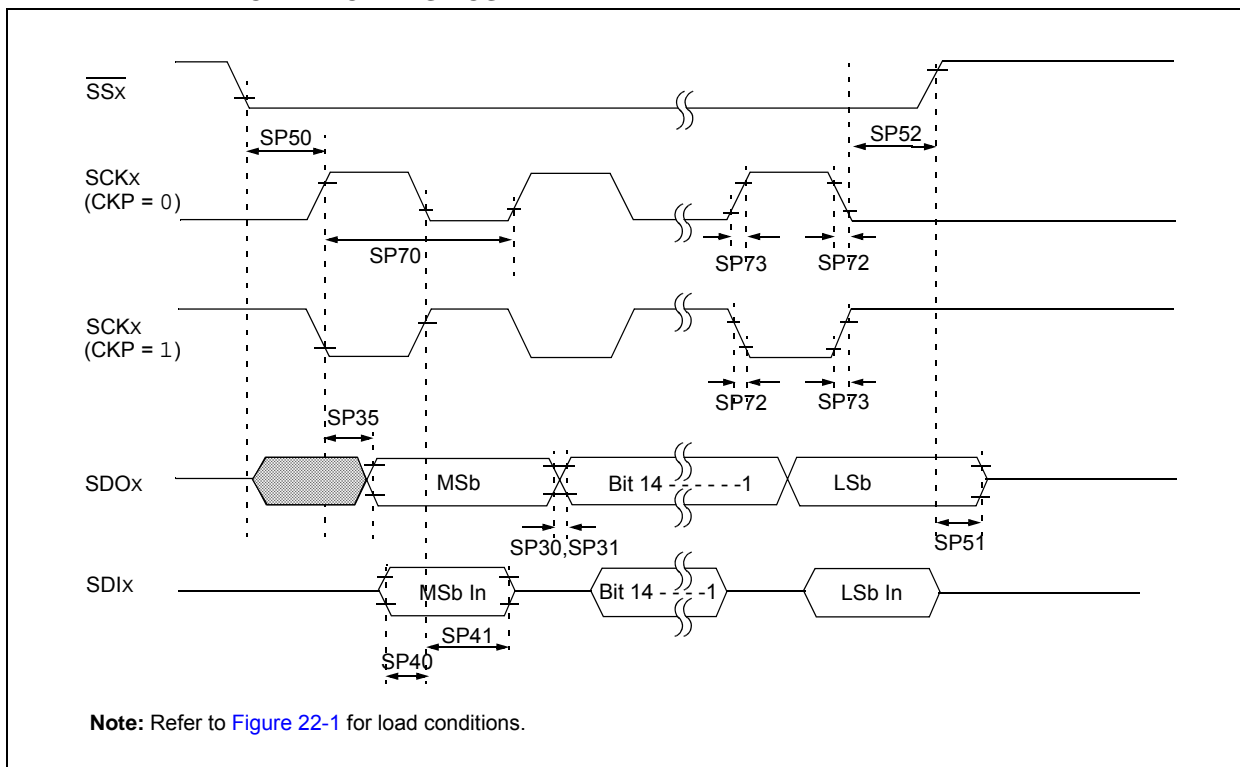 SSx
SP50
SP52
SCKx
(CKP = 0)
SP70
SP73
SP72
SCKx
(CKP = 1)
SP72
SP73
SP35
SDOx
MSb
Bit 14 - - - - - -1
LSb
SP30,SP31
SP51
SDIx
MSb In
Bit 14 - - - -1
LSb In
SP41
SP40
Note: Refer to Figure 22-1 for load conditions.